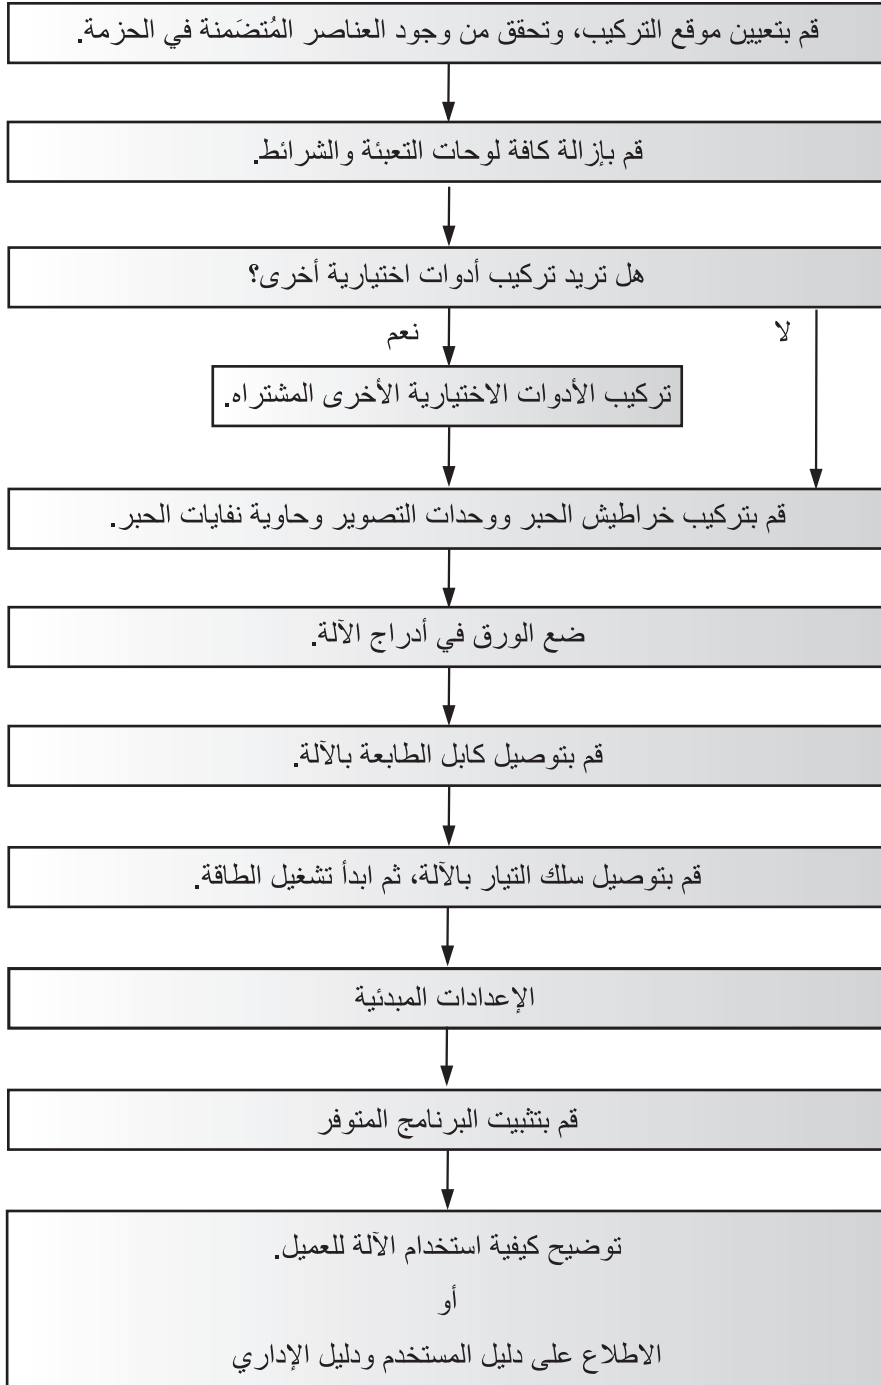 قم بتعيين موقع التركيب، وتحقق من وجود العناصر المُتضَمنة في الحزمة.
قم بإزالة كافة لوحات التعبئة والشرائط.
هل تريد تركيب أدوات اختيارية أخرى؟
نعم
لا
تركيب الأدوات الاختيارية الأخرى المشتراه.
قم بتركيب خراطيش الحبر ووحدات التصوير وحاوية نفايات الحبر.
ضع الورق في أدراج الآلة.
قم بتوصيل كابل الطابعة بالآلة.
قم بتوصيل سلك التيار بالآلة، ثم ابدأ تشغيل الطاقة.
الإعدادات المبدئية
قم بتثبيت البرنامج المتوفر
توضيح كيفية استخدام الآلة للعميل.
أو
الاطلاع على دليل المستخدم ودليل الإداري